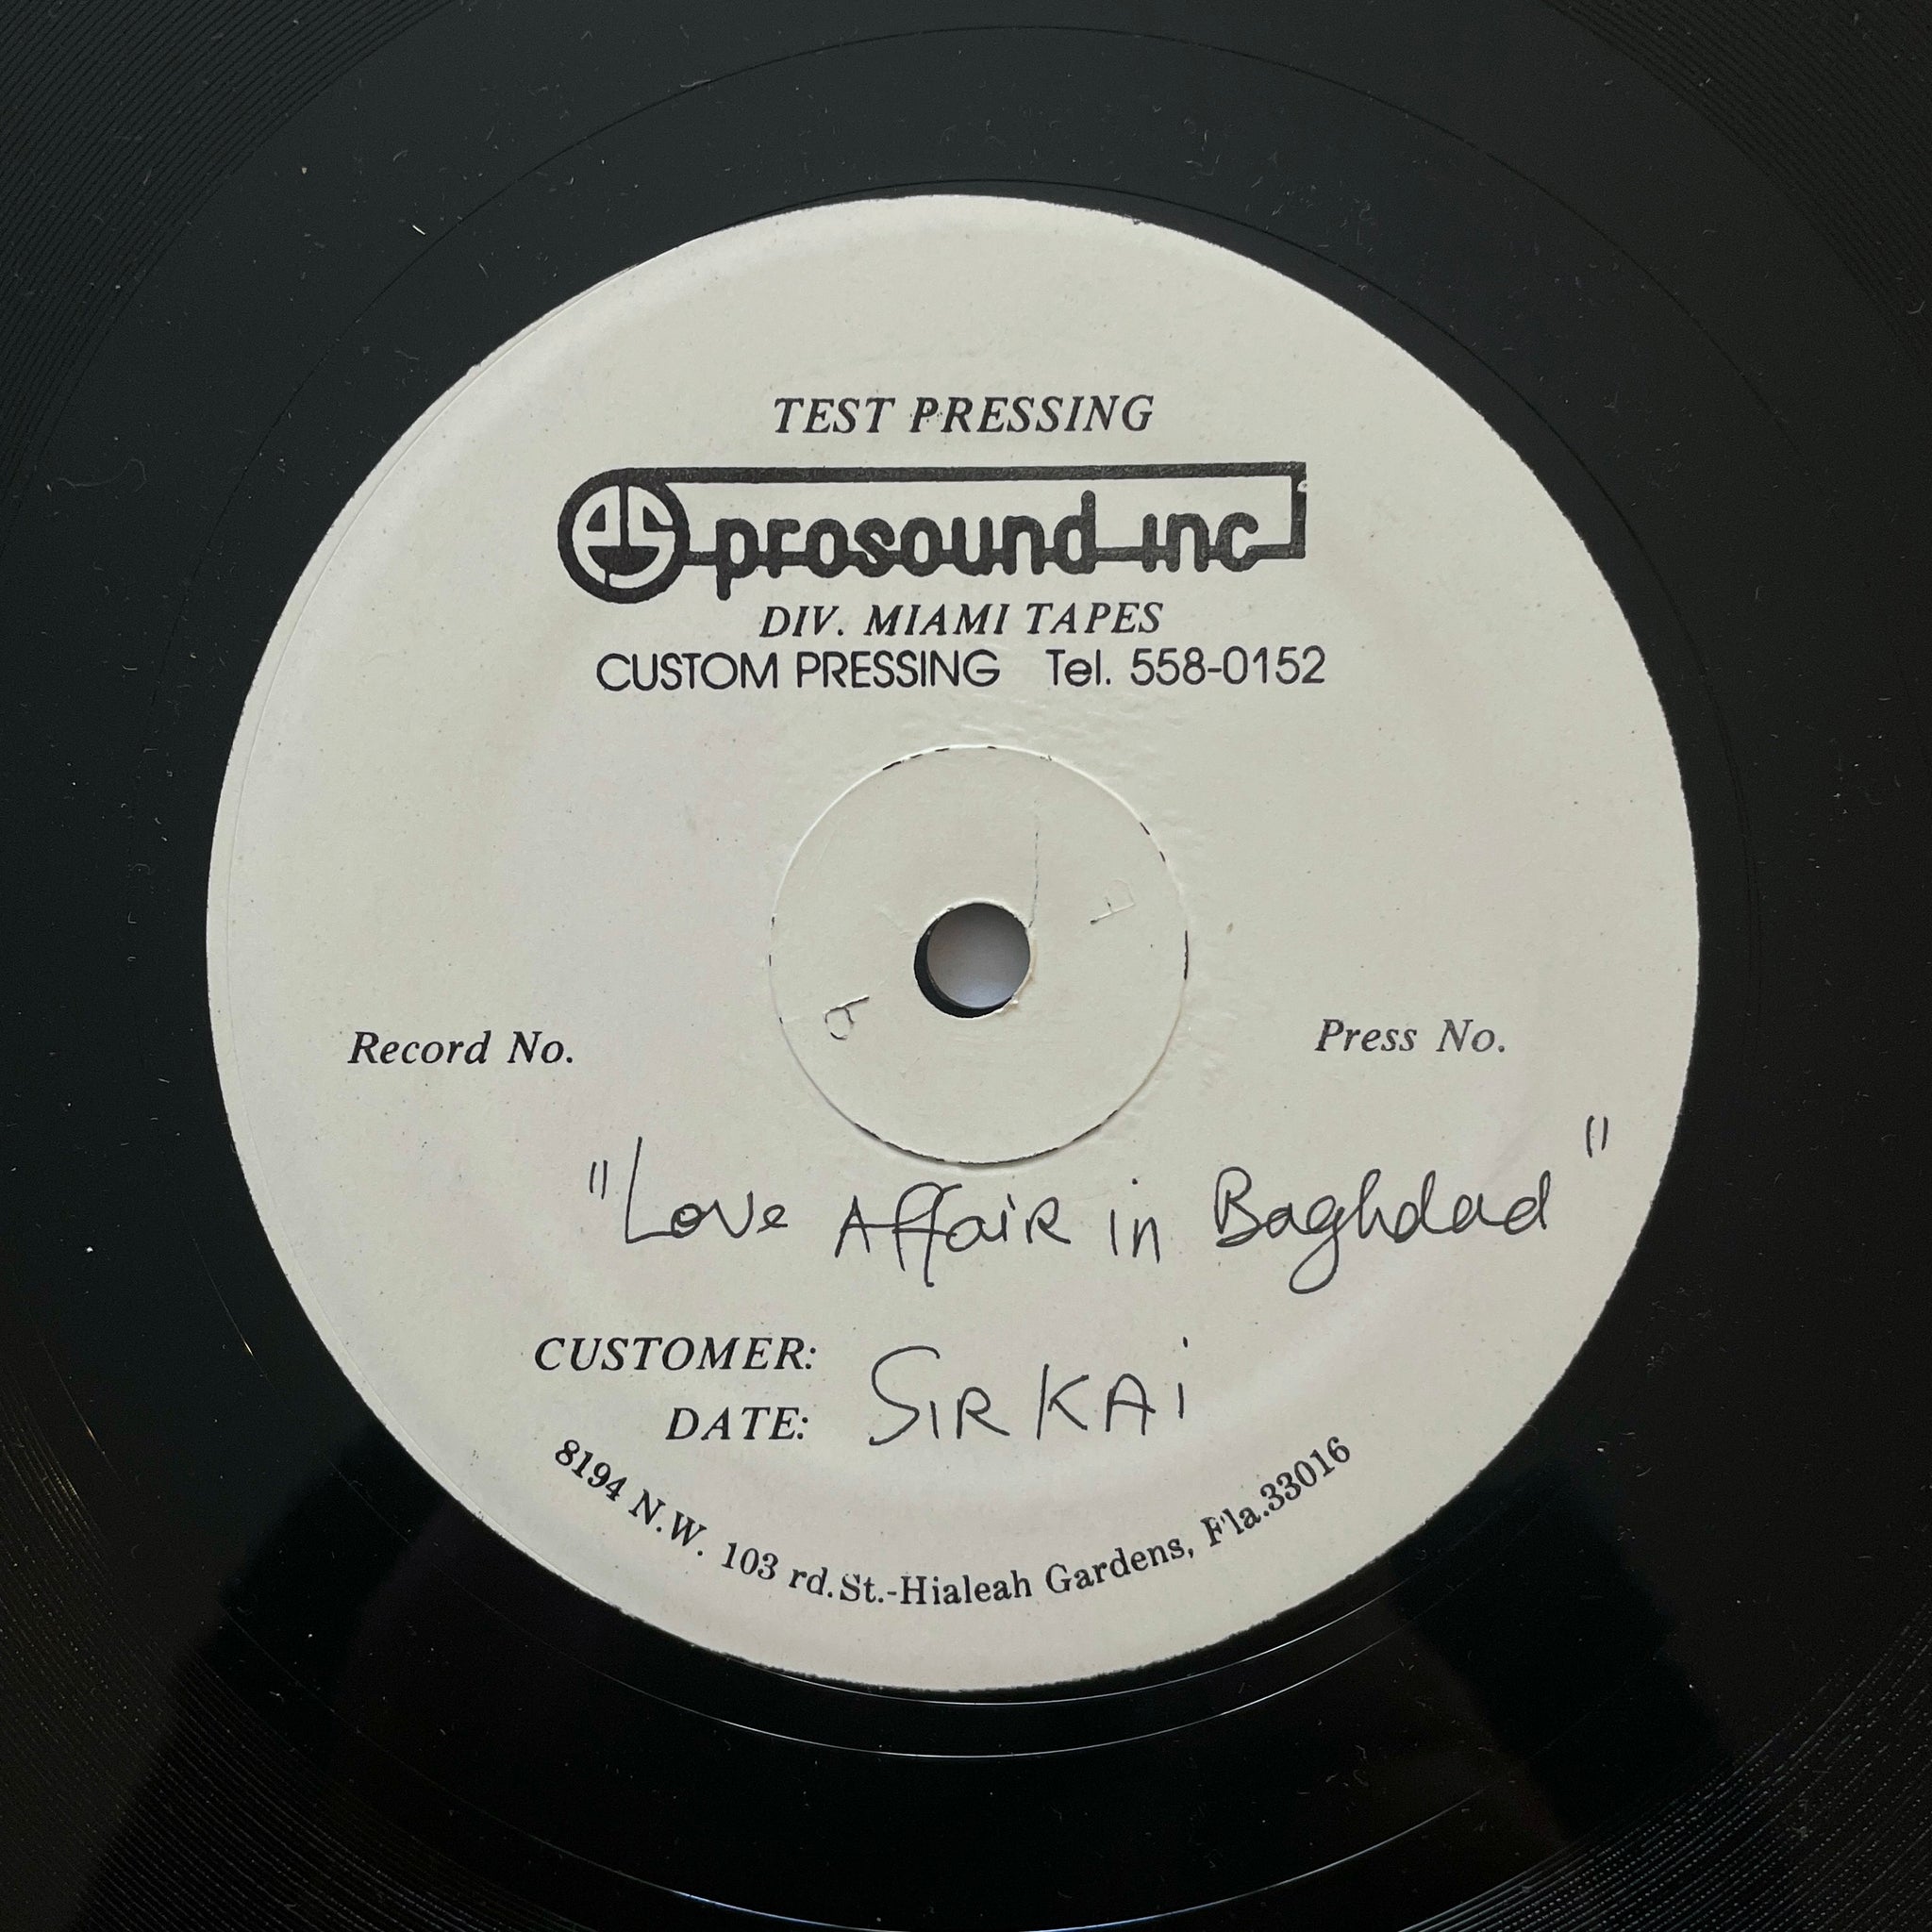 TEST PRESSING
PS prosound inc
DIV. MIAMI TAPES
CUSTOM PRESSING Tel. 558-0152
Record No. Press No.
"Love Affair in Baghdad"
CUSTOMER: SIR KAi
DATE:
8194 N.W. 103 rd.St.-Hialeah Gardens, Fla.33016